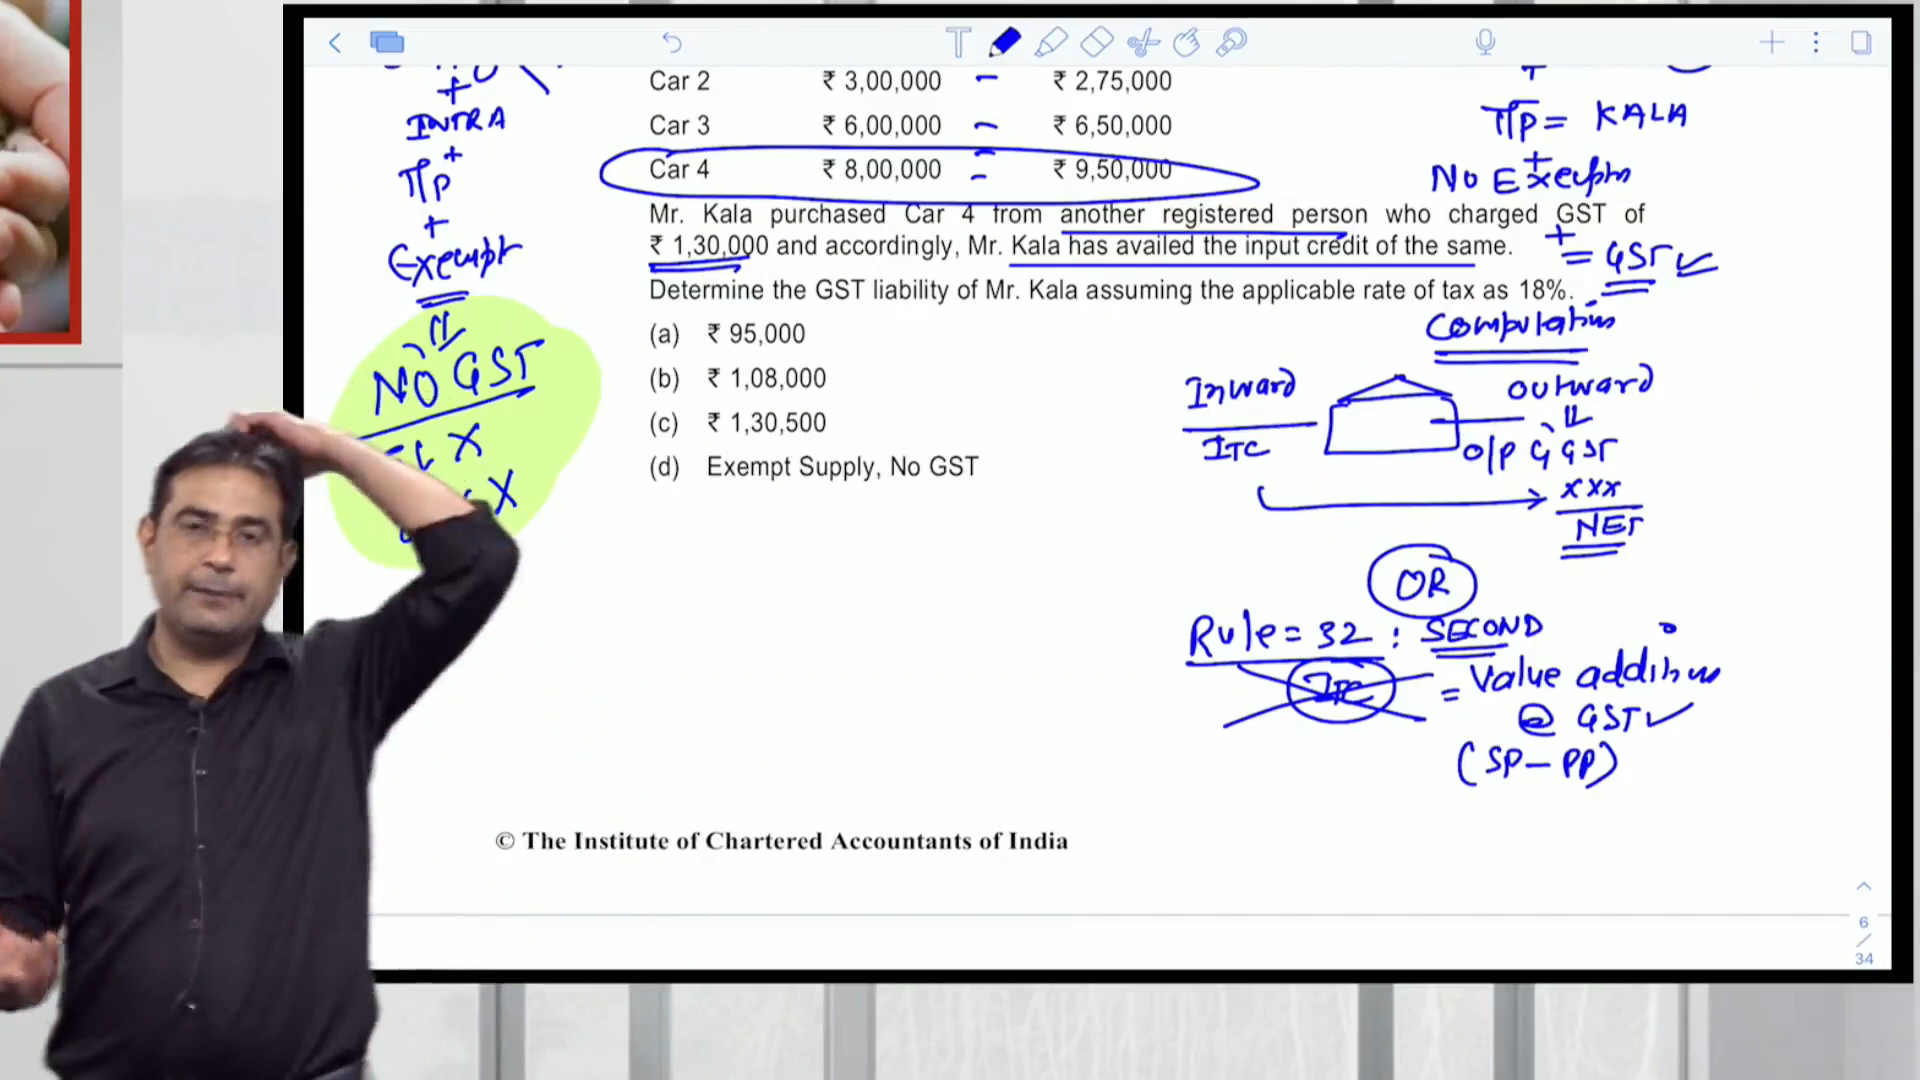 Car 2 ₹ 3,00,000 – ₹ 2,75,000
Car 3 ₹ 6,00,000 – ₹ 6,50,000
Car 4 ₹ 8,00,000 = ₹ 9,50,000
Mr. Kala purchased Car 4 from another registered person who charged GST of
₹ 1,30,000 and accordingly, Mr. Kala has availed the input credit of the same.
Determine the GST liability of Mr. Kala assuming the applicable rate of tax as 18%.
(a) ₹ 95,000
(b) ₹ 1,08,000
(c) ₹ 1,30,500
(d) Exempt Supply, No GST
+
INTRA
+
T/P
+
Exempt
NO GST
X
X
+
T/P = KALA
+
No Exemptn
+
= GST ✓
Computation
Inward
ITC
Outward
O/P G GST
xxx
NET
OR
Rule = 32 : SECOND
ITC
= Value addition
@ GST ✓
(SP – PP)
© The Institute of Chartered Accountants of India
6
/
34